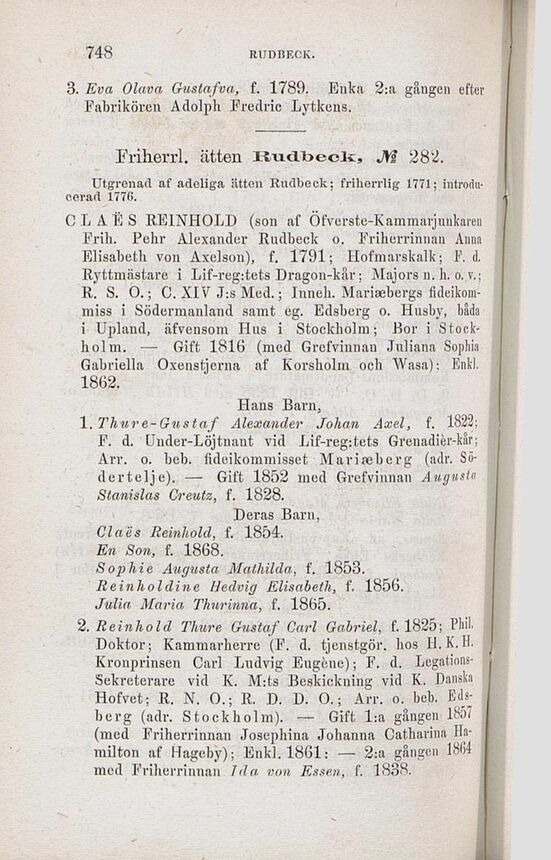 748 RUDBECK.
3. Eva Olava Gustafva, f. 1789. Enka 2:a gången efter
Fabrikören Adolph Fredric Lytkens.
Friherrl. ätten Rudbeck, № 282.
Utgrenad af adeliga ätten Rudbeck; friherrlig 1771; introdu-
cerad 1776.
CLAËS REINHOLD (son af Öfverste-Kammarjunkaren
Frih. Pehr Alexander Rudbeck o. Friherrinnan Anna
Elisabeth von Axelson), f. 1791; Hofmarskalk; F. d.
Ryttmästare i Lif-reg:tets Dragon-kår; Majors n. h. o. v.;
R. S. O.; C. XIV J:s Med.; Inneh. Mariæbergs fideikom-
miss i Södermanland samt eg. Edsberg o. Husby, båda
i Upland, äfvensom Hus i Stockholm; Bor i Stock-
holm. — Gift 1816 (med Grefvinnan Juliana Sophia
Gabriella Oxenstjerna af Korsholm och Wasa); Enkl.
1862.
Hans Barn,
1. Thure-Gustaf Alexander Johan Axel, f. 1822;
F. d. Under-Löjtnant vid Lif-reg:tets Grenadièr-kår;
Arr. o. beb. fideikommisset Mariæberg (adr. Sö-
dertelje). — Gift 1852 med Grefvinnan Augusta
Stanislas Creutz, f. 1828.
Deras Barn,
Claës Reinhold, f. 1854.
En Son, f. 1868.
Sophie Augusta Mathilda, f. 1853.
Reinholdine Hedvig Elisabeth, f. 1856.
Julia Maria Thurinna, f. 1865.
2. Reinhold Thure Gustaf Carl Gabriel, f. 1825; Phil.
Doktor; Kammarherre (F. d. tjenstgör. hos H. K. H.
Kronprinsen Carl Ludvig Eugène); F. d. Legations-
Sekreterare vid K. M:ts Beskickning vid K. Danska
Hofvet; R. N. O.; R. D. D. O.; Arr. o. beb. Eds-
berg (adr. Stockholm). — Gift 1:a gången 1857
(med Friherrinnan Josephina Johanna Catharina Ha-
milton af Hageby); Enkl. 1861: — 2:a gången 1864
med Friherrinnan Ida von Essen, f. 1838.